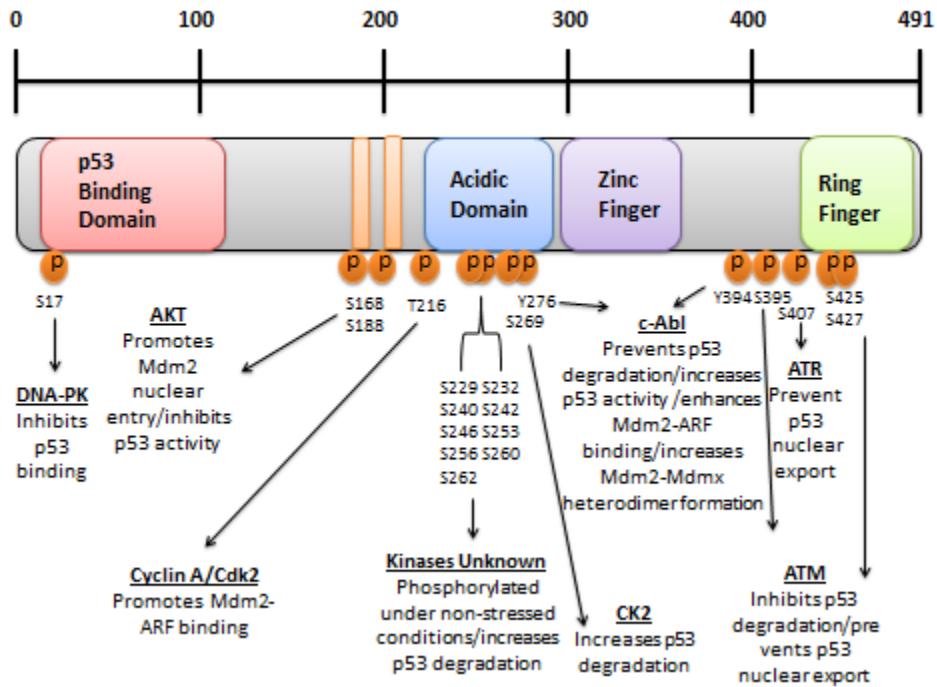 0 100 200 300 400 491
p53
Binding
Domain
Acidic
Domain
Zinc
Finger
Ring
Finger
p p p p p p p p p p p p p
S17
S168
S188
T216
Y276
S269
Y394 S395
S407
S425
S427
DNA-PK
Inhibits
p53
binding
AKT
Promotes
Mdm2
nuclear
entry/inhibits
p53 activity
S229 S232
S240 S242
S246 S253
S256 S260
S262
c-Abl
Prevents p53
degradation/increases
p53 activity/enhances
Mdm2-ARF
binding/increases
Mdm2-Mdmx
heterodimer formation
ATR
Prevent
p53
nuclear
export
Cyclin A/Cdk2
Promotes Mdm2-
ARF binding
Kinases Unknown
Phosphorylated
under non-stressed
conditions/increases
p53 degradation
CK2
Increases p53
degradation
ATM
Inhibits p53
degradation/pre
vents p53
nuclear export